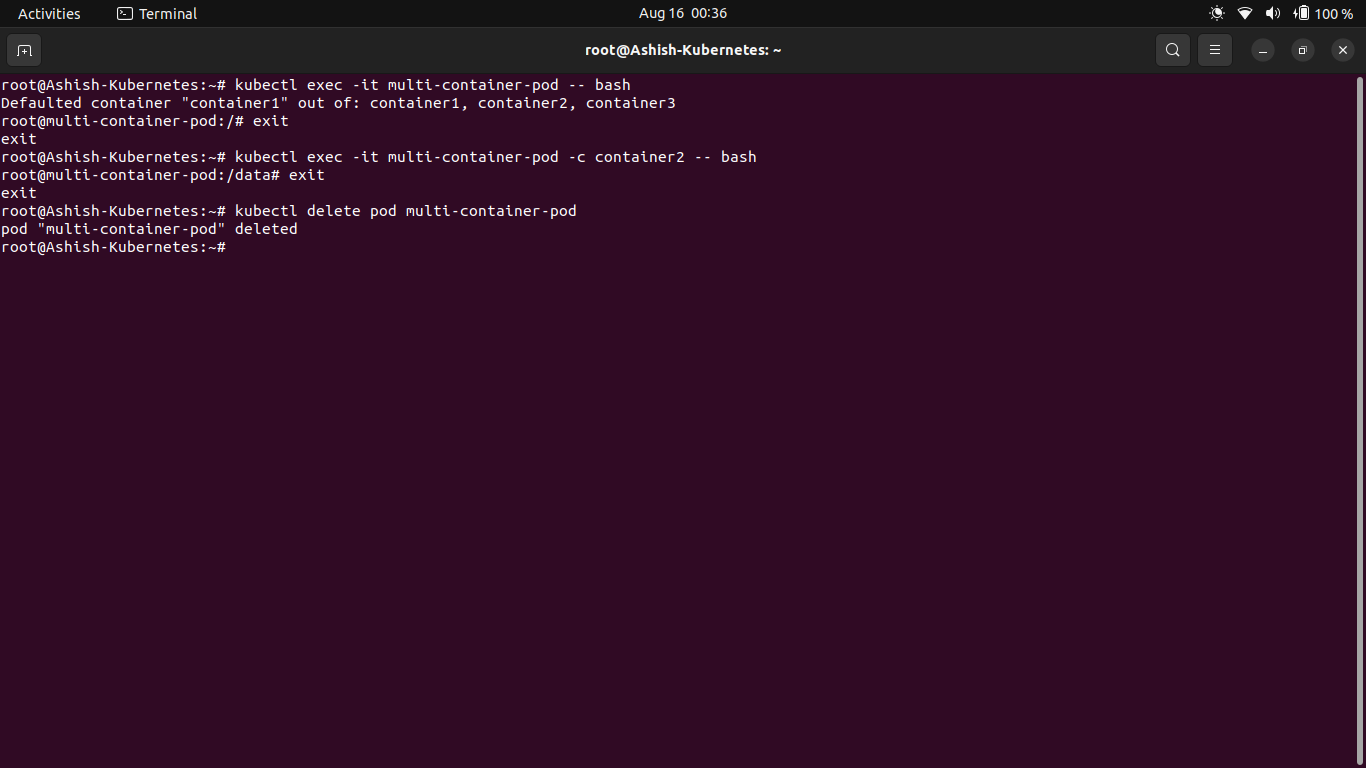 Activities
Terminal
Aug 16 00:36
100 %
root@Ashish-Kubernetes: ~
root@Ashish-Kubernetes:~# kubectl exec -it multi-container-pod -- bash
Defaulted container "container1" out of: container1, container2, container3
root@multi-container-pod:/# exit
exit
root@Ashish-Kubernetes:~# kubectl exec -it multi-container-pod -c container2 -- bash
root@multi-container-pod:/data# exit
exit
root@Ashish-Kubernetes:~# kubectl delete pod multi-container-pod
pod "multi-container-pod" deleted
root@Ashish-Kubernetes:~#